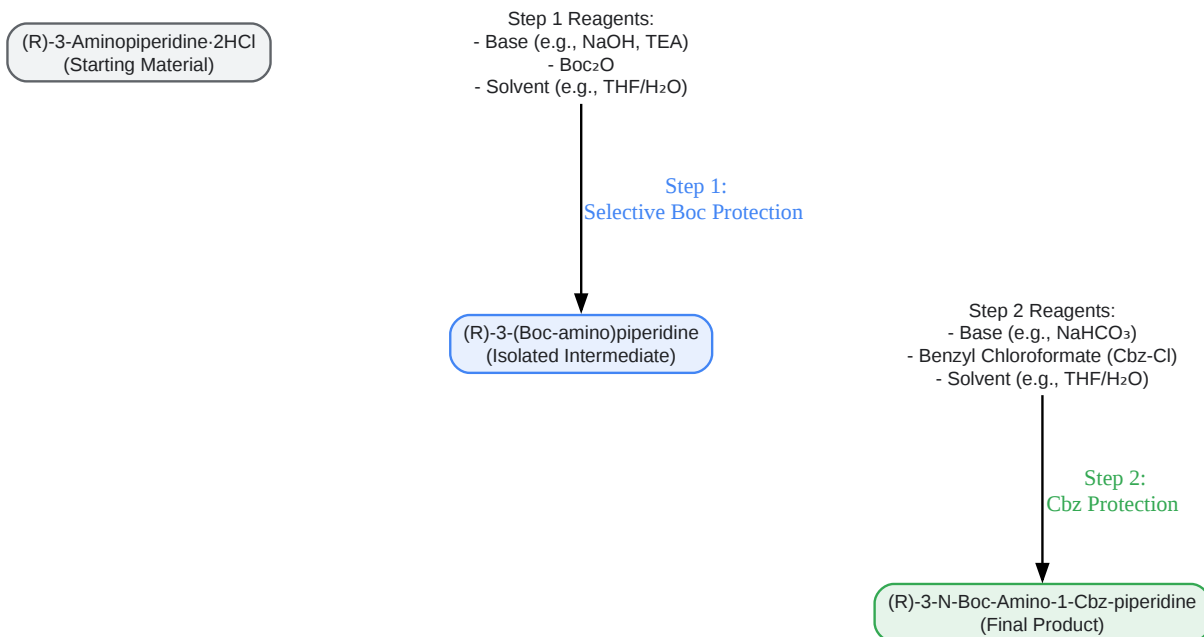 (R)-3-Aminopiperidine·2HCl
(Starting Material)
Step 1 Reagents:
- Base (e.g., NaOH, TEA)
- Boc₂O
- Solvent (e.g., THF/H₂O)
Step 1:
Selective Boc Protection
(R)-3-(Boc-amino)piperidine
(Isolated Intermediate)
Step 2 Reagents:
- Base (e.g., NaHCO₃)
- Benzyl Chloroformate (Cbz-Cl)
- Solvent (e.g., THF/H₂O)
Step 2:
Cbz Protection
(R)-3-N-Boc-Amino-1-Cbz-piperidine
(Final Product)